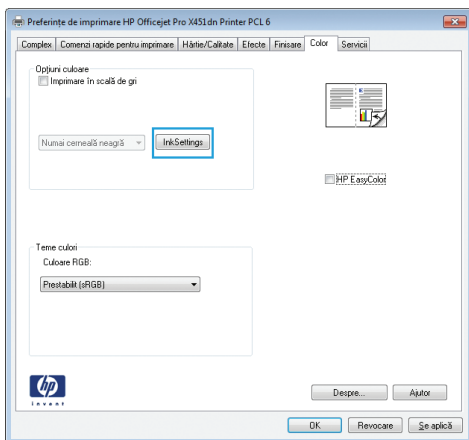 Preferințe de imprimare HP Officejet Pro X451dn Printer PCL 6
Complex Comenzi rapide pentru imprimare Hârtie/Calitate Efecte Finisare Color Servicii
Opțiuni culoare
Imprimare în scală de gri
Numai cerneală neagră InkSettings
HP EasyColor
Teme culori
Culoare RGB:
Prestabilit (sRGB)
hp
invent
Despre... Ajutor
OK Revocare Se aplică